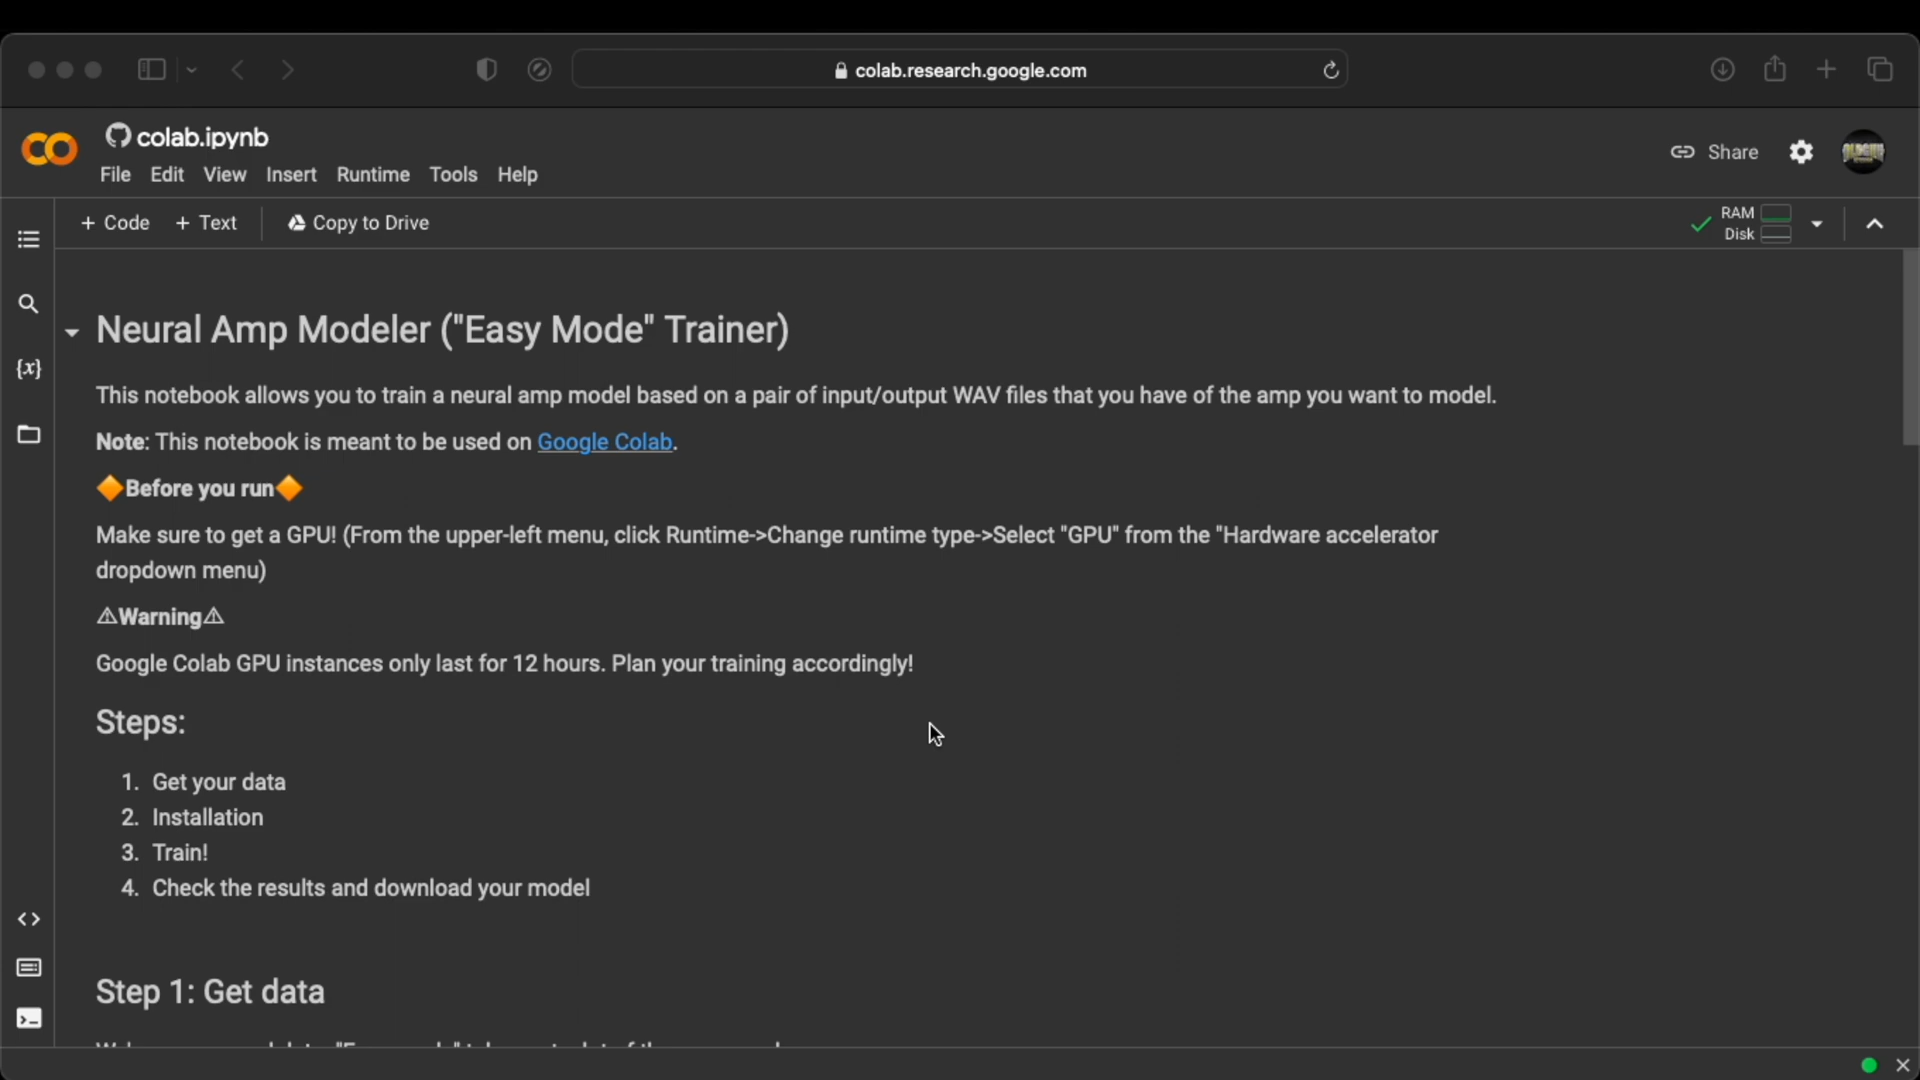 colab.research.google.com
colab.ipynb
File Edit View Insert Runtime Tools Help
Share
+ Code + Text Copy to Drive
RAM
Disk
{x}
Neural Amp Modeler ("Easy Mode" Trainer)
This notebook allows you to train a neural amp model based on a pair of input/output WAV files that you have of the amp you want to model.
Note: This notebook is meant to be used on Google Colab.
🔶Before you run🔶
Make sure to get a GPU! (From the upper-left menu, click Runtime->Change runtime type->Select "GPU" from the "Hardware accelerator
dropdown menu)
⚠Warning⚠
Google Colab GPU instances only last for 12 hours. Plan your training accordingly!
Steps:
1. Get your data
2. Installation
3. Train!
4. Check the results and download your model
Step 1: Get data